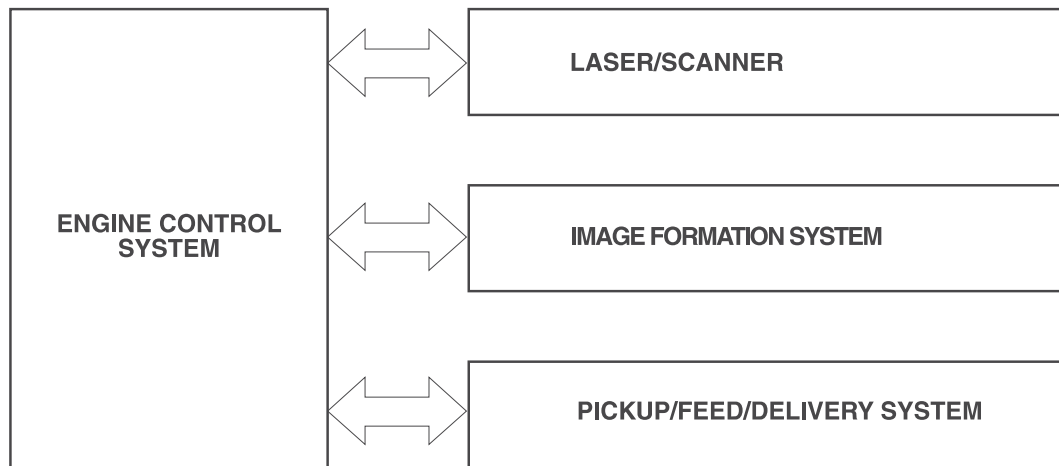 LASER/SCANNER
ENGINE CONTROL
SYSTEM
IMAGE FORMATION SYSTEM
PICKUP/FEED/DELIVERY SYSTEM